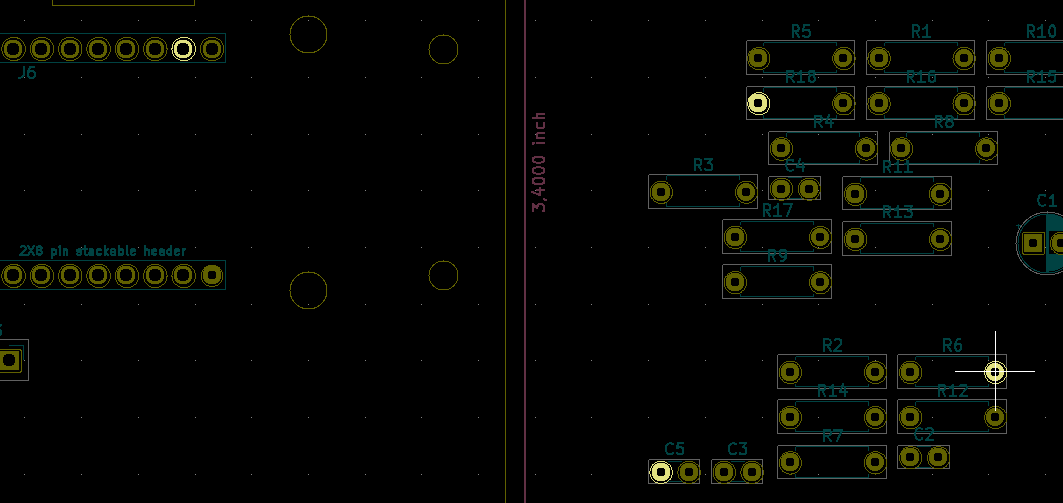 R5 R1 R10
J6
R18 R16 R15
R4 R8
3,4000 inch
R3 C4 R11
C1
R17 R13
2X8 pin stackable header
R9
R2 R6
R14 R12
R7 C2
C5 C3